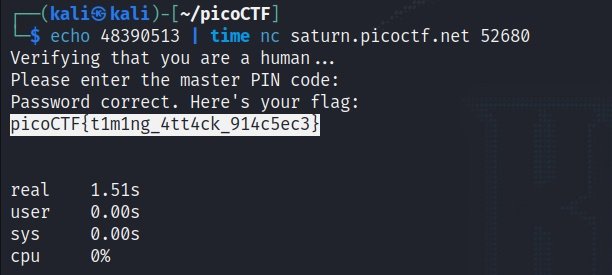 ┌──(kali㉿kali)-[~/picoCTF]
└─$ echo 48390513 | time nc saturn.picoctf.net 52680
Verifying that you are a human...
Please enter the master PIN code:
Password correct. Here's your flag:
picoCTF{t1m1ng_4tt4ck_914c5ec3}
real 1.51s
user 0.00s
sys 0.00s
cpu 0%